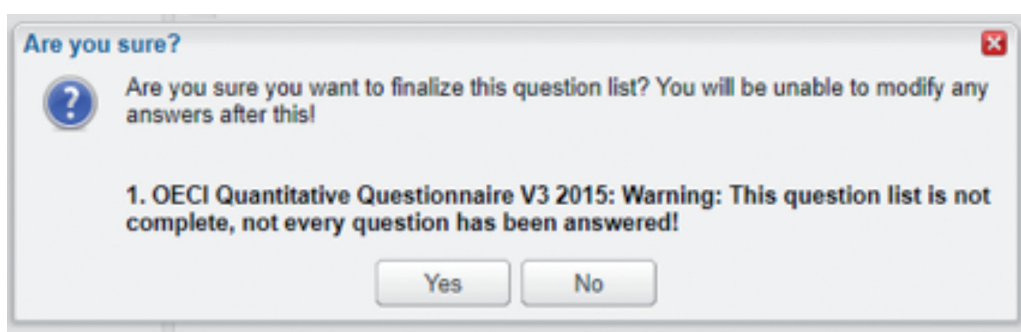 Are you sure?
Are you sure you want to finalize this question list? You will be unable to modify any
answers after this!
1. OECI Quantitative Questionnaire V3 2015: Warning: This question list is not
complete, not every question has been answered!
Yes
No